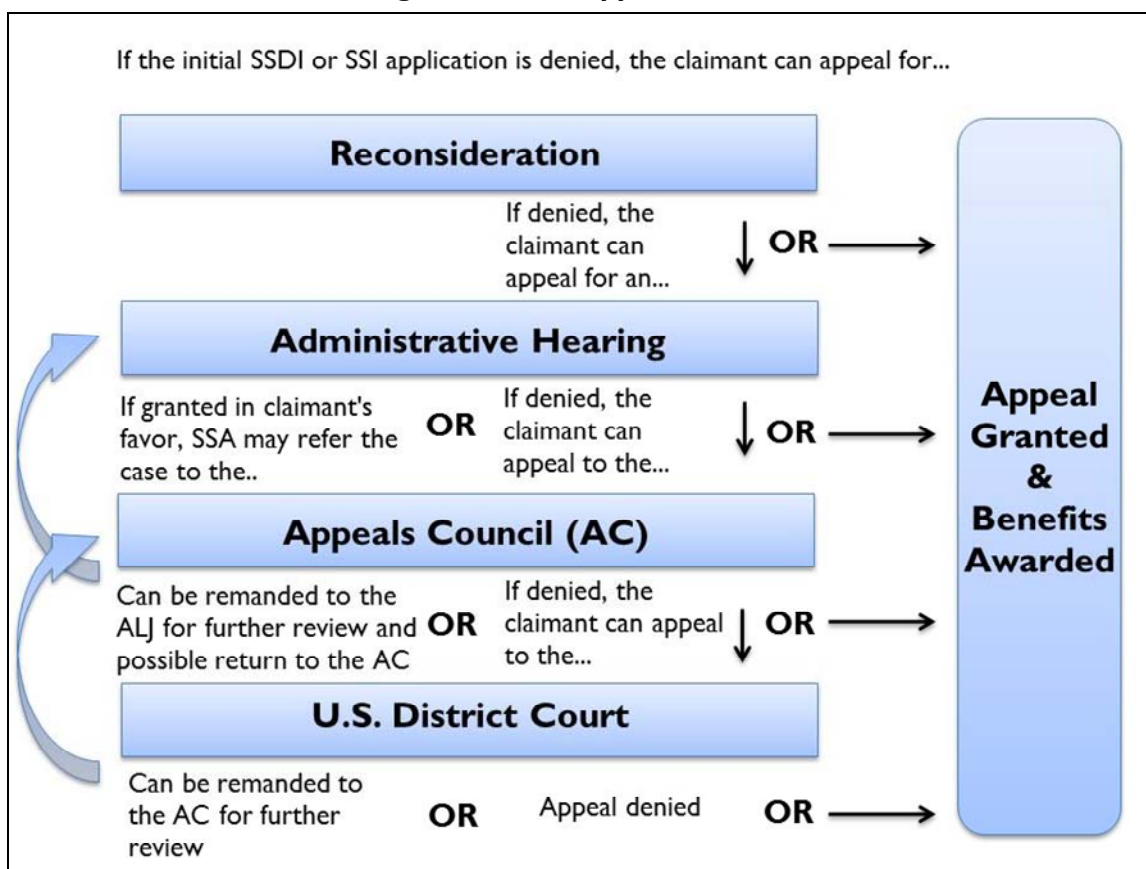 If the initial SSDI or SSI application is denied, the claimant can appeal for...
Reconsideration
If denied, the
claimant can
appeal for an...
OR
Administrative Hearing
If granted in claimant's
favor, SSA may refer the
case to the..
OR
If denied, the
claimant can
appeal to the...
OR
Appeals Council (AC)
Can be remanded to the
ALJ for further review and
possible return to the AC
OR
If denied, the
claimant can appeal
to the...
OR
U.S. District Court
Can be remanded to
the AC for further
review
OR
Appeal denied
OR
Appeal
Granted
&
Benefits
Awarded